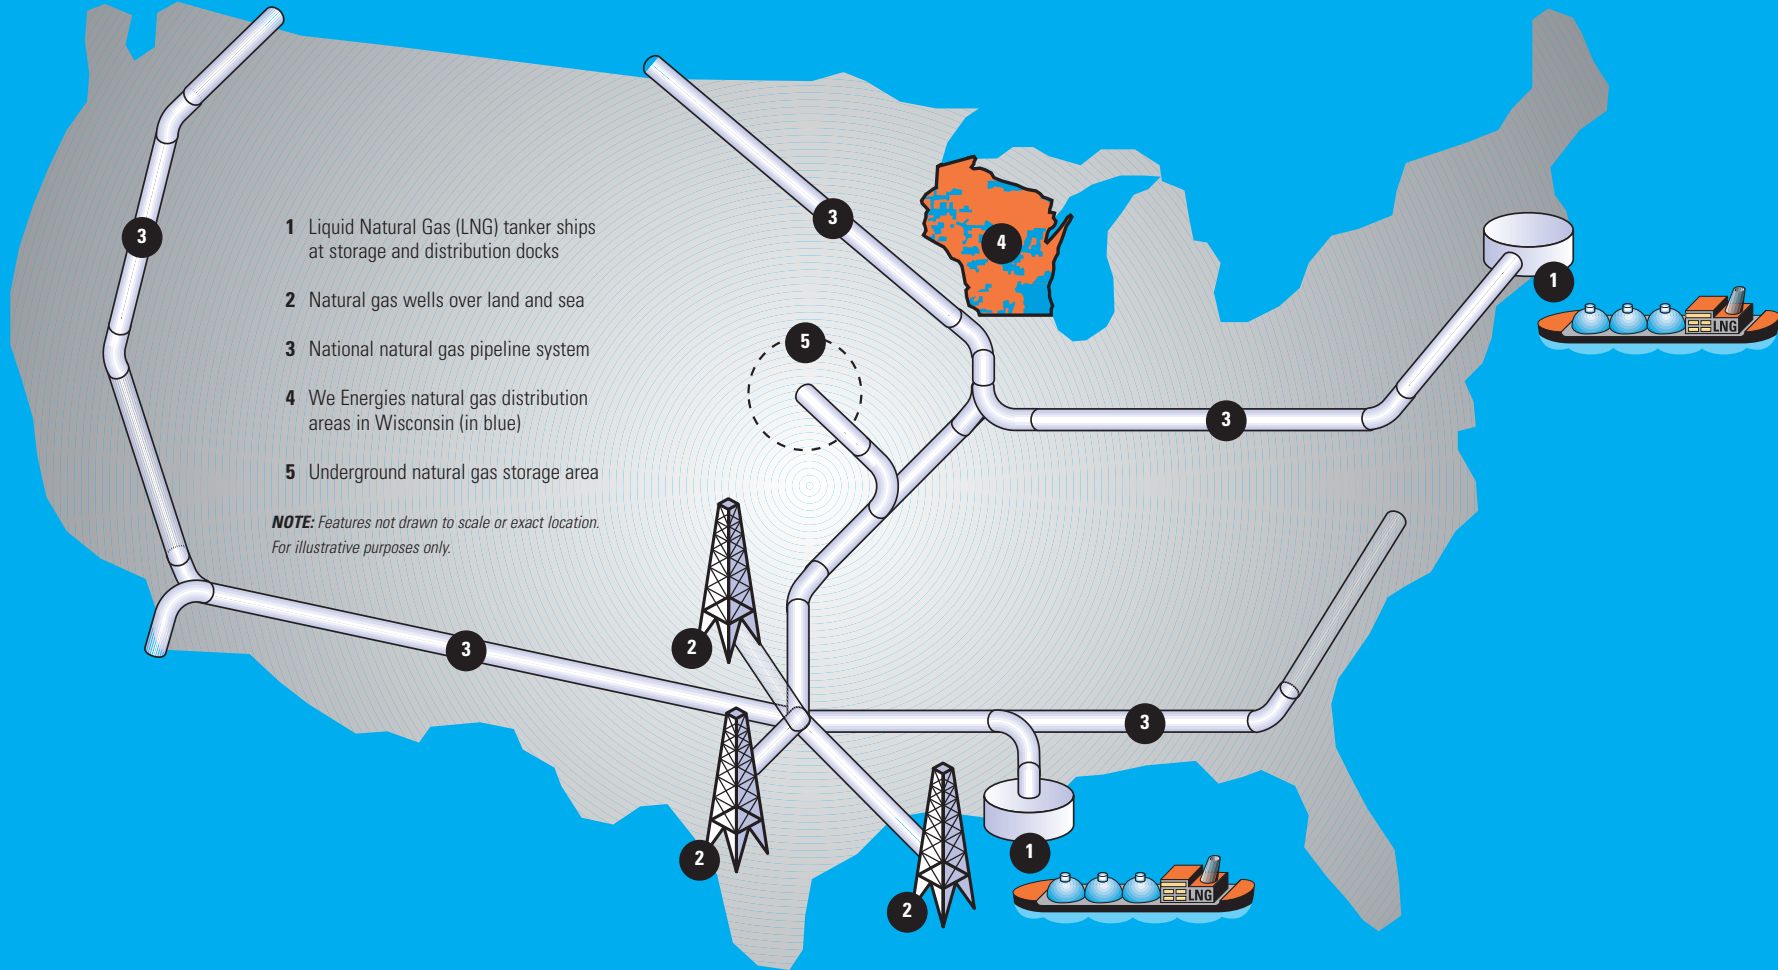 3
3
4
1 Liquid Natural Gas (LNG) tanker ships
at storage and distribution docks
2 Natural gas wells over land and sea
3 National natural gas pipeline system
4 We Energies natural gas distribution
areas in Wisconsin (in blue)
5 Underground natural gas storage area
NOTE: Features not drawn to scale or exact location.
For illustrative purposes only.
1
LNG
5
3
2
3
3
2
1
LNG
2